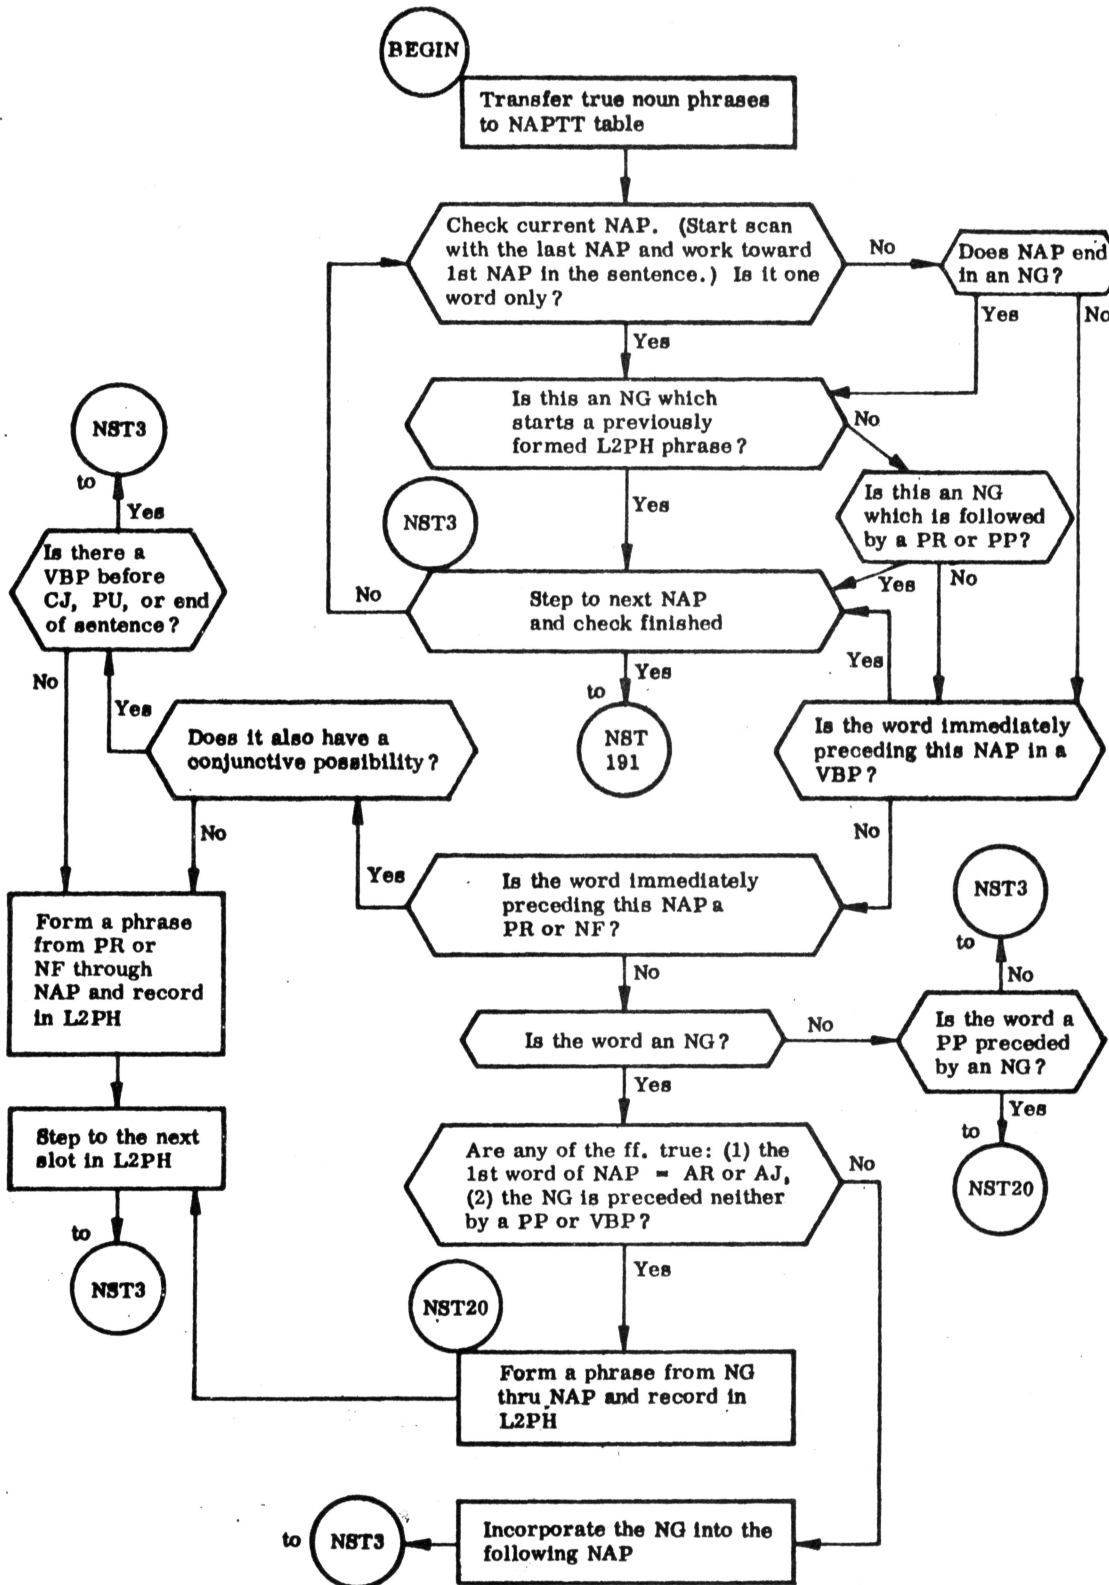 BEGIN
Transfer true noun phrases
to NAPTT table
Check current NAP. (Start scan
with the last NAP and work toward
1st NAP in the sentence.) Is it one
word only?
No
Does NAP end
in an NG?
Yes
No
Yes
Is this an NG which
starts a previously
formed L2PH phrase?
No
Is this an NG
which is followed
by a PR or PP?
Yes
No
Yes
NST3
Step to next NAP
and check finished
No
Yes
to
NST
191
Yes
Is the word immediately
preceding this NAP in a
VBP?
No
NST3
to
Yes
Is there a
VBP before
CJ, PU, or end
of sentence?
No
Yes
Does it also have a
conjunctive possibility?
No
Yes
Is the word immediately
preceding this NAP a
PR or NF?
No
Form a phrase
from PR or
NF through
NAP and record
in L2PH
Step to the next
slot in L2PH
to
NST3
Is the word an NG?
No
NST3
to
No
Is the word a
PP preceded
by an NG?
Yes
to
NST20
Yes
Are any of the ff. true: (1) the
1st word of NAP = AR or AJ,
(2) the NG is preceded neither
by a PP or VBP?
No
Yes
NST20
Form a phrase from NG
thru NAP and record in
L2PH
Incorporate the NG into the
following NAP
to
NST3